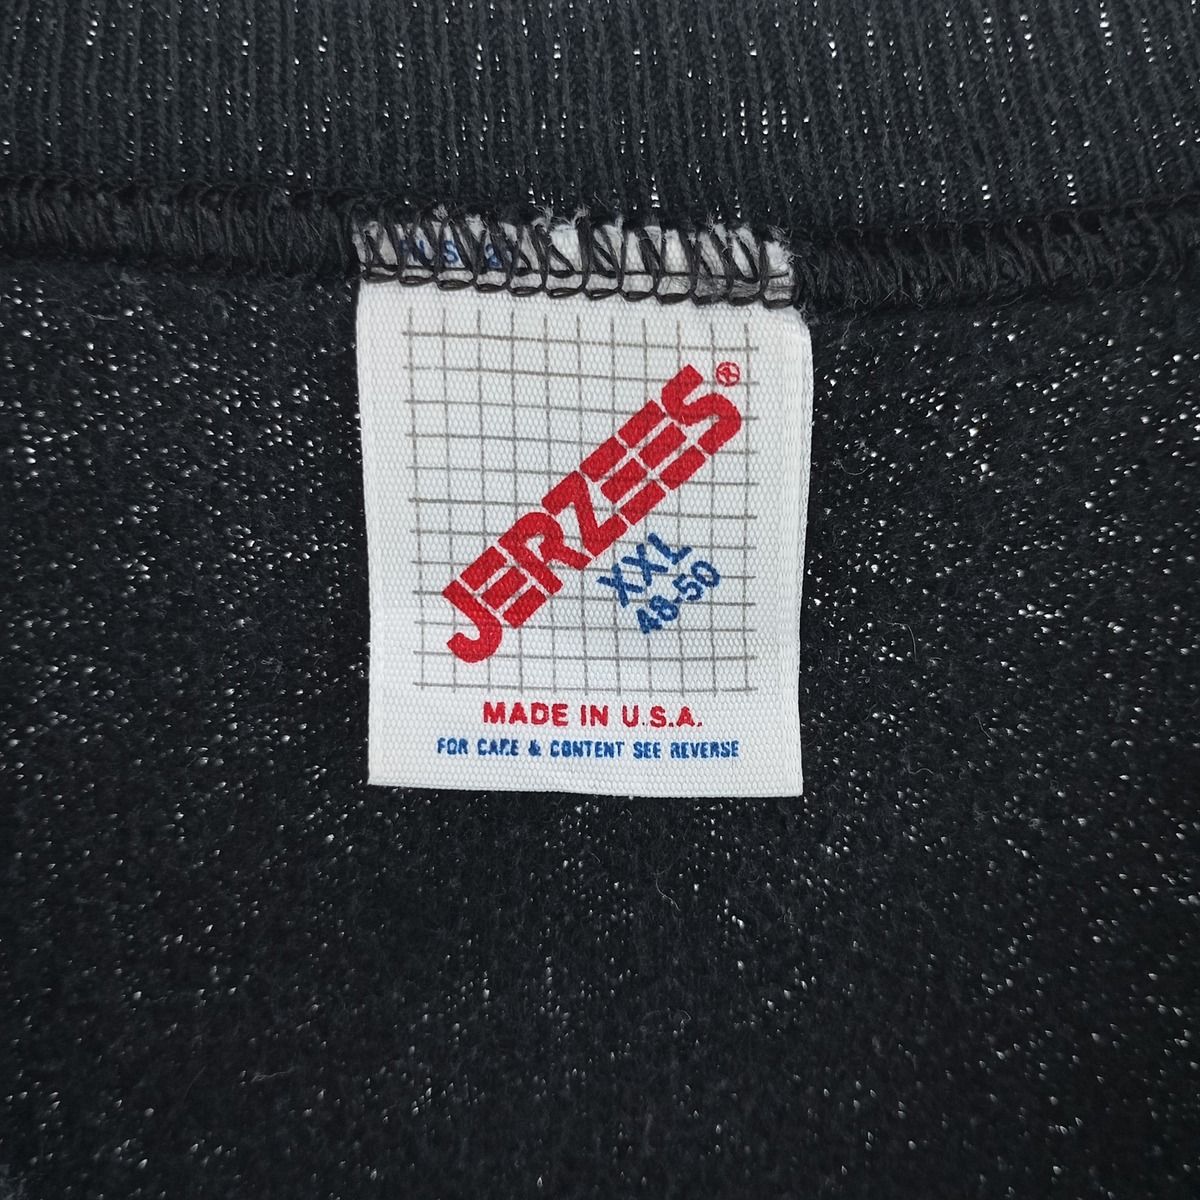 JERZEES®
XXL
48-50
MADE IN U.S.A.
FOR CARE & CONTENT SEE REVERSE